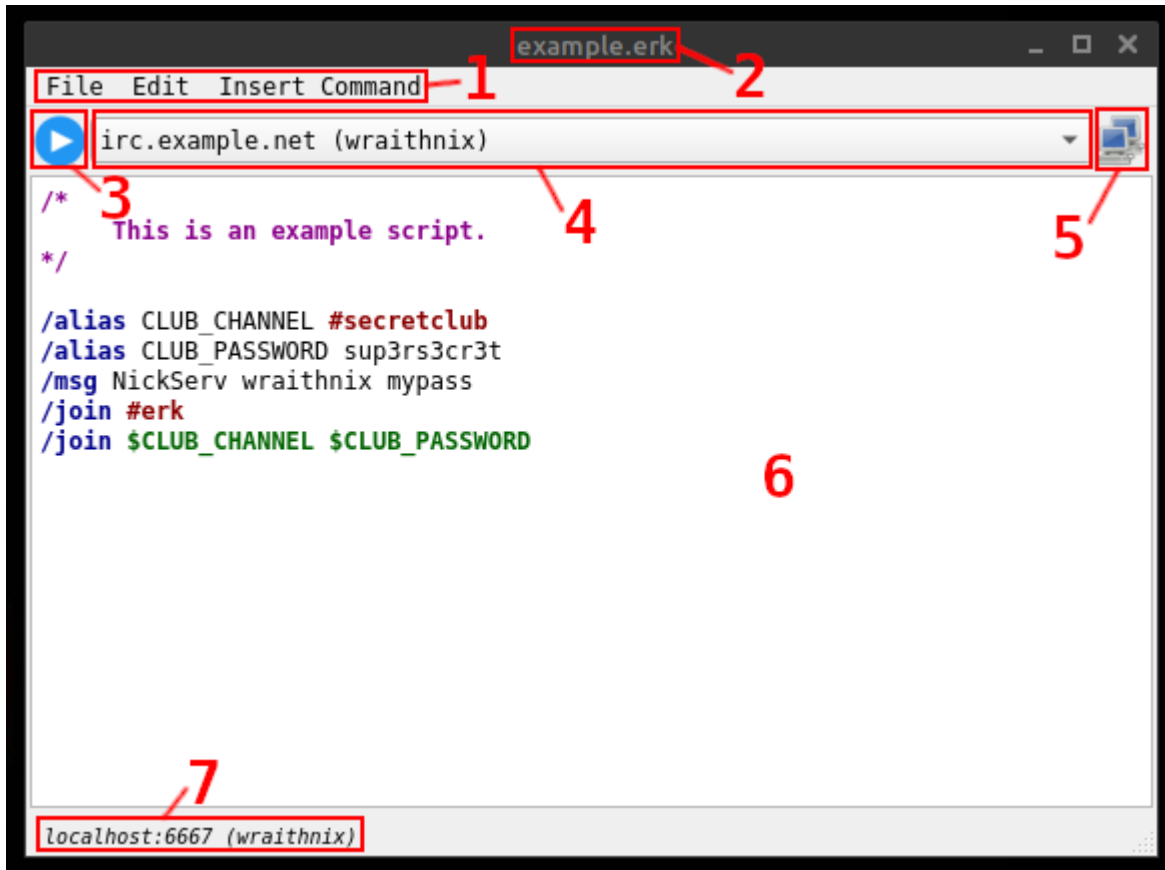 example.erk
2
File Edit Insert Command
1
irc.example.net (wraithnix)
3
4
5
/*
This is an example script.
*/
/alias CLUB_CHANNEL #secretclub
/alias CLUB_PASSWORD sup3rs3cr3t
/msg NickServ wraithnix mypass
/join #erk
/join $CLUB_CHANNEL $CLUB_PASSWORD
6
7
localhost:6667 (wraithnix)